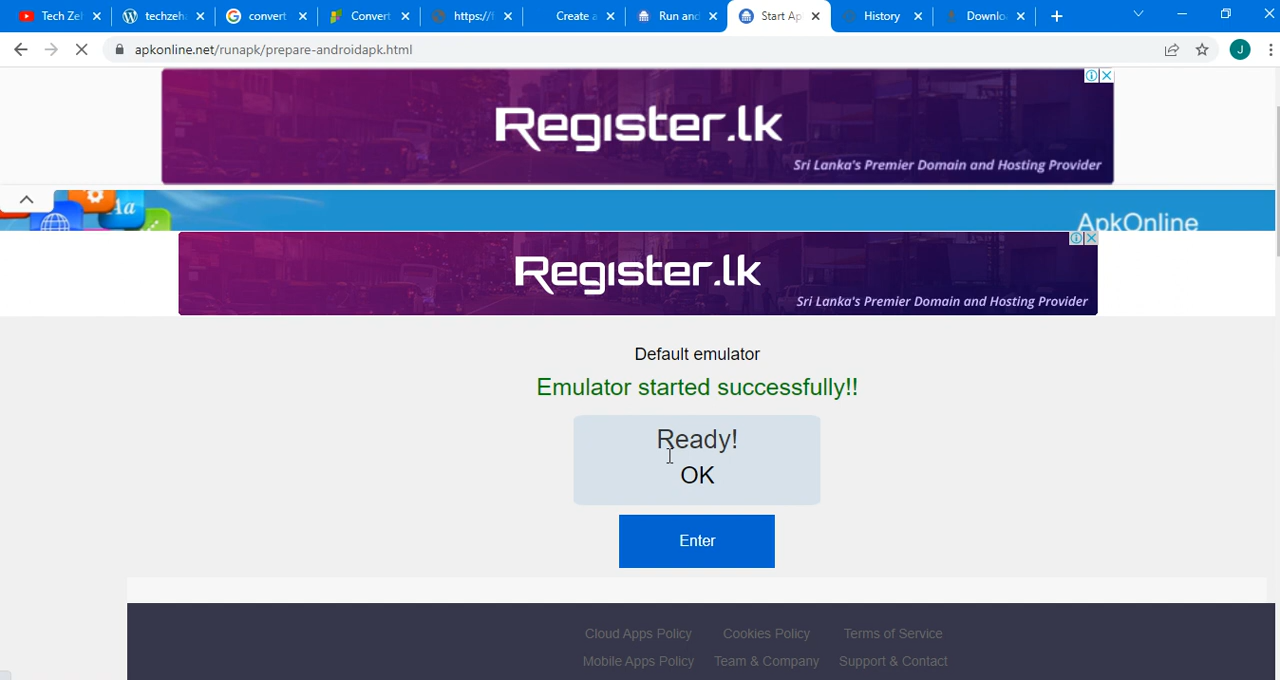 Tech Zel
techzeh
convert
Convert
https://
Create a
Run and
Start Ap
History
Downlo
apkonline.net/runapk/prepare-androidapk.html
J
Register.lk
Sri Lanka's Premier Domain and Hosting Provider
Aa
ApkOnline
Register.lk
Sri Lanka's Premier Domain and Hosting Provider
Default emulator
Emulator started successfully!!
Ready!
OK
Enter
Cloud Apps Policy Cookies Policy Terms of Service
Mobile Apps Policy Team & Company Support & Contact